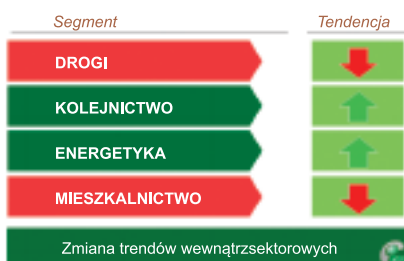 Segment Tendencja
DROGI
KOLEJNICTWO
ENERGETYKA
MIESZKALNICTWO
Zmiana trendów wewnątrzsektorowych